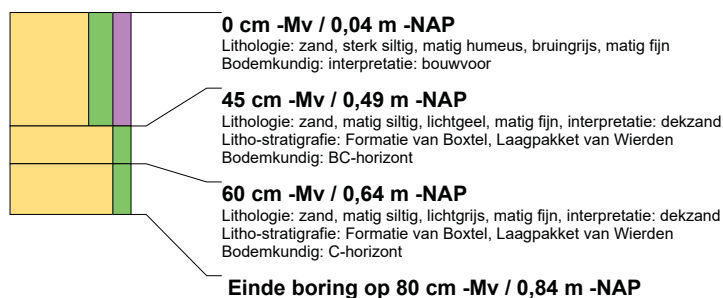 0 cm -Mv / 0,04 m -NAP
Lithologie: zand, sterk siltig, matig humeus, bruingrijs, matig fijn
Bodemkundig: interpretatie: bouwvoor
45 cm -Mv / 0,49 m -NAP
Lithologie: zand, matig siltig, lichtgeel, matig fijn, interpretatie: dekzand
Litho-stratigrafie: Formatie van Boxtel, Laagpakket van Wierden
Bodemkundig: BC-horizont
60 cm -Mv / 0,64 m -NAP
Lithologie: zand, matig siltig, lichtgrijs, matig fijn, interpretatie: dekzand
Litho-stratigrafie: Formatie van Boxtel, Laagpakket van Wierden
Bodemkundig: C-horizont
Einde boring op 80 cm -Mv / 0,84 m -NAP